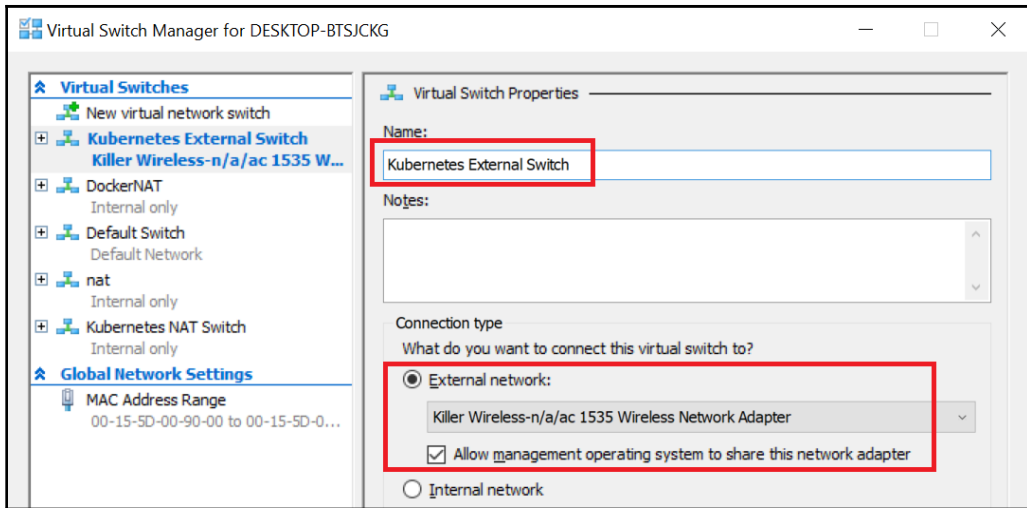 Virtual Switch Manager for DESKTOP-BTSJCKG
Virtual Switches
New virtual network switch
Kubernetes External Switch
Killer Wireless-n/a/ac 1535 W...
DockerNAT
Internal only
Default Switch
Default Network
nat
Internal only
Kubernetes NAT Switch
Internal only
Global Network Settings
MAC Address Range
00-15-5D-00-90-00 to 00-15-5D-0...
Virtual Switch Properties
Name:
Kubernetes External Switch
Notes:
Connection type
What do you want to connect this virtual switch to?
External network:
Killer Wireless-n/a/ac 1535 Wireless Network Adapter
Allow management operating system to share this network adapter
Internal network